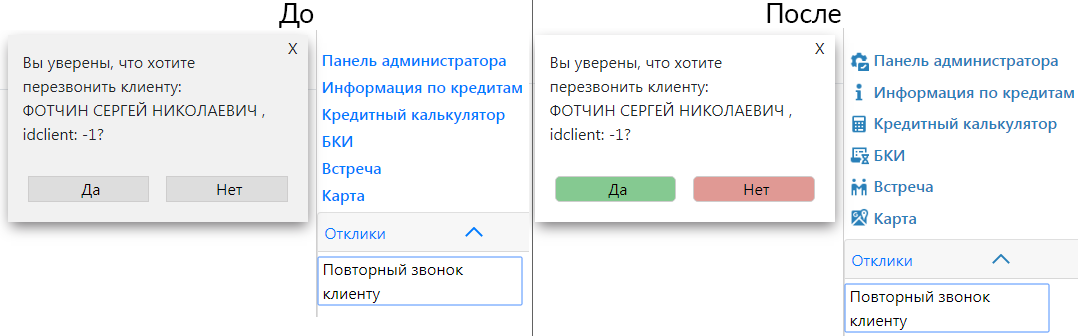 До
X
Вы уверены, что хотите
перезвонить клиенту:
ФОТЧИН СЕРГЕЙ НИКОЛАЕВИЧ ,
idclient: -1?
Да
Нет
Панель администратора
Информация по кредитам
Кредитный калькулятор
БКИ
Встреча
Карта
Отклики
Повторный звонок
клиенту
После
X
Вы уверены, что хотите
перезвонить клиенту:
ФОТЧИН СЕРГЕЙ НИКОЛАЕВИЧ ,
idclient: -1?
Да
Нет
Панель администратора
Информация по кредитам
Кредитный калькулятор
БКИ
Встреча
Карта
Отклики
Повторный звонок
клиенту